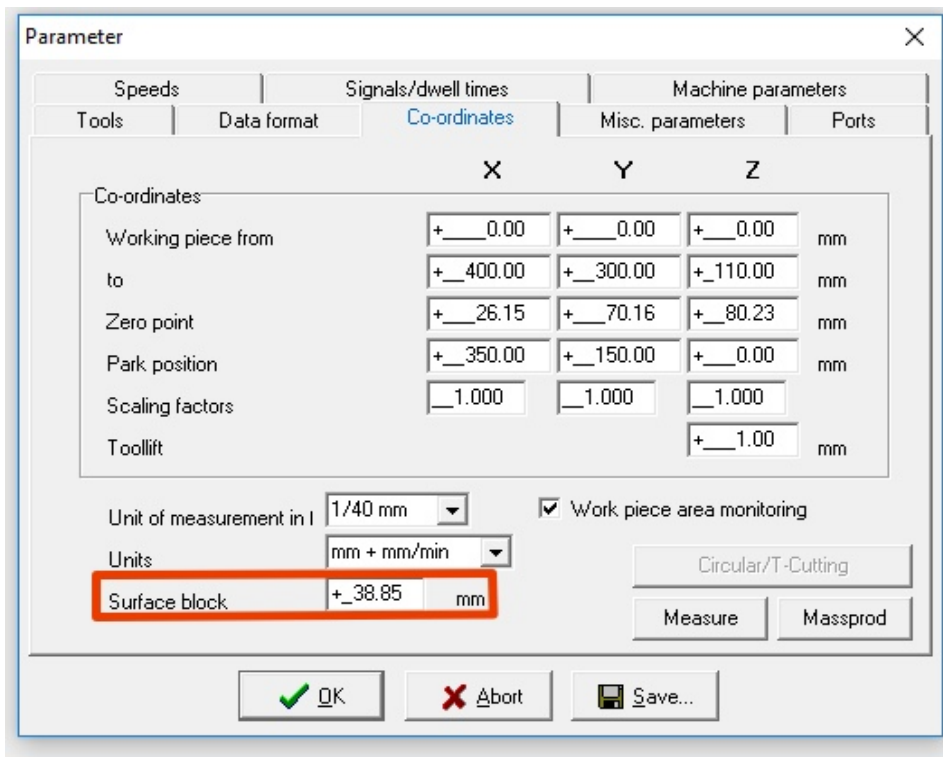 Parameter
Speeds Signals/dwell times Machine parameters
Tools Data format Co-ordinates Misc. parameters Ports
X Y Z
Co-ordinates
Working piece from +____0.00 +____0.00 +___0.00 mm
to +__400.00 +__300.00 +_110.00 mm
Zero point +___26.15 +___70.16 +__80.23 mm
Park position +__350.00 +__150.00 +___0.00 mm
Scaling factors __1.000 __1.000 __1.000
Toollift +___1.00 mm
Unit of measurement in I 1/40 mm Work piece area monitoring
Units mm + mm/min Circular/T-Cutting
Surface block +_38.85 mm Measure Massprod
OK Abort Save...